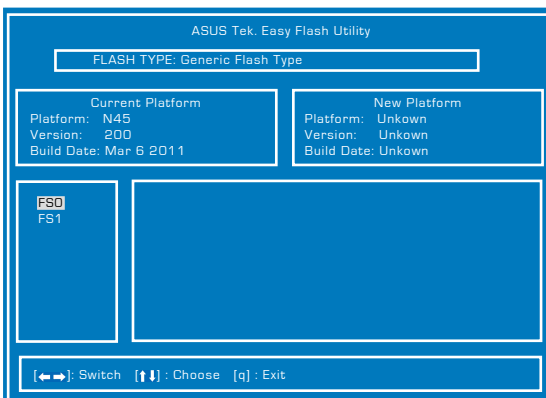 ASUS Tek. Easy Flash Utility
FLASH TYPE: Generic Flash Type
Current Platform
Platform: N45
Version: 200
Build Date: Mar 6 2011
New Platform
Platform: Unkown
Version: Unkown
Build Date: Unkown
FS0
FS1
[←→]: Switch [↑↓] : Choose [q] : Exit